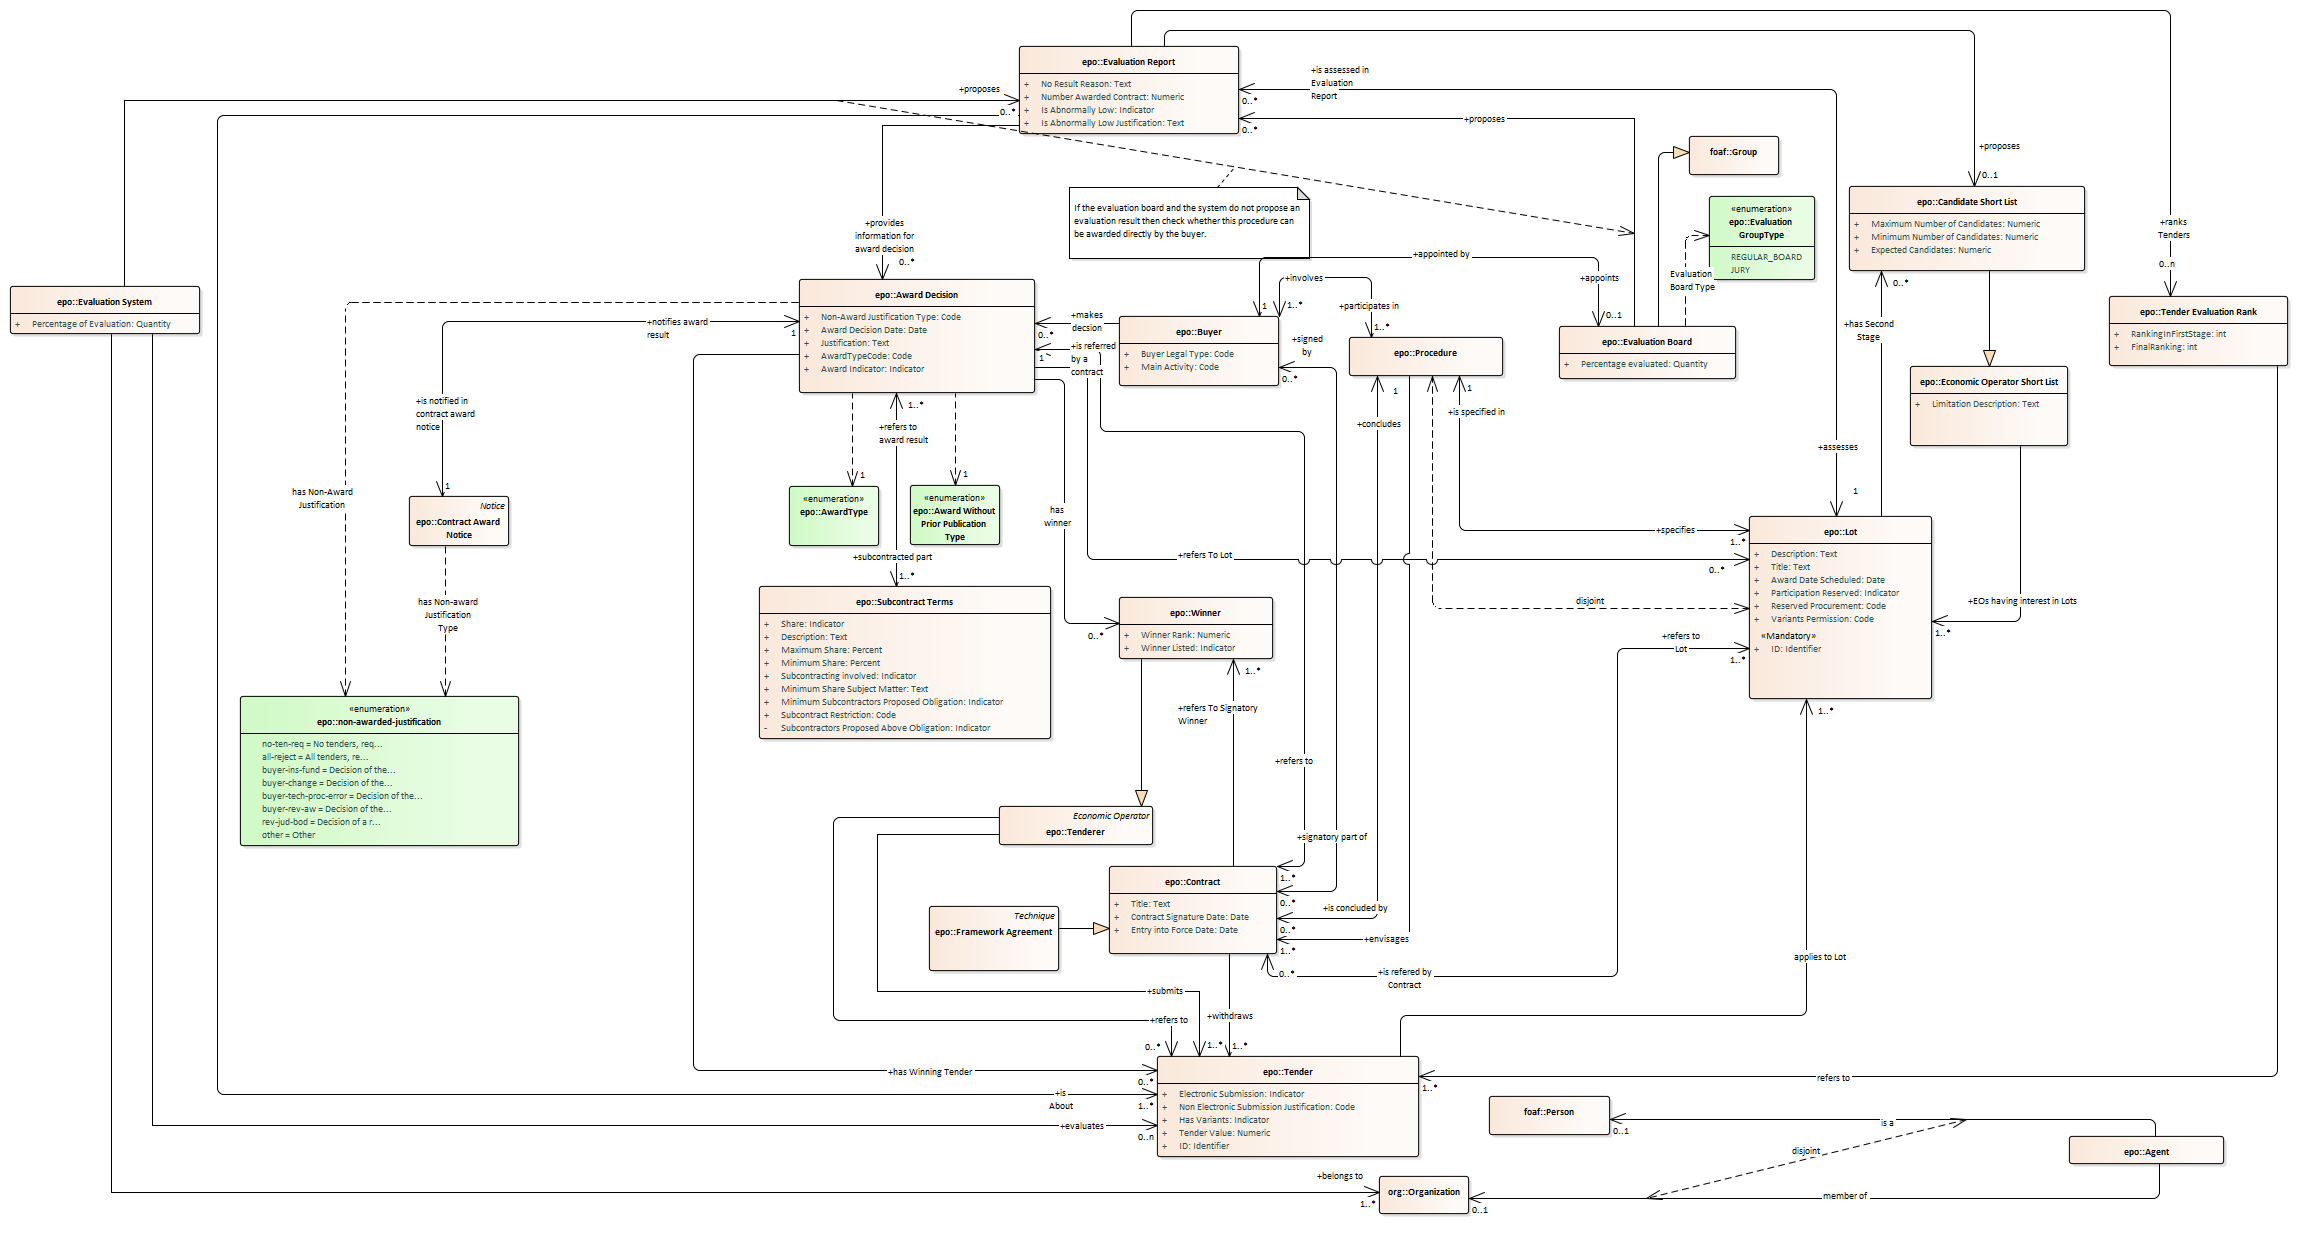 epo::Evaluation Report
+ No Result Reason: Text
+ Number Awarded Contract: Numeric
+ Is Abnormally Low: Indicator
+ Is Abnormally Low Justification: Text
+proposes
0..*
+is assessed in
Evaluation
Report
0..*
+proposes
0..*
foaf::Group
+proposes
0..1
«enumeration»
epo::Evaluation
GroupType
REGULAR_BOARD
JURY
epo::Candidate Short List
+ Maximum Number of Candidates: Numeric
+ Minimum Number of Candidates: Numeric
+ Expected Candidates: Numeric
+ranks
Tenders
0..n
If the evaluation board and the system do not propose an
evaluation result then check whether this procedure can
be awarded directly by the buyer.
+provides
information for
award decision
0..*
+appointed by
+appoints
Evaluation
Board Type
+involves
1
1..*
+participates in
1..*
0..1
0..*
+has Second
Stage
epo::Evaluation System
+ Percentage of Evaluation: Quantity
epo::Award Decision
+ Non-Award Justification Type: Code
+ Award Decision Date: Date
+ Justification: Text
+ AwardTypeCode: Code
+ Award Indicator: Indicator
+notifies award
result
1
+makes
decsion
0..*
+is referred
by a
contract
1
epo::Buyer
+ Buyer Legal Type: Code
+ Main Activity: Code
+signed
by
0..*
epo::Procedure
epo::Evaluation Board
+ Percentage evaluated: Quantity
epo::Tender Evaluation Rank
+ RankingInFirstStage: int
+ FinalRanking: int
epo::Economic Operator Short List
+ Limitation Description: Text
+is notified in
contract award
notice
1
1..*
+refers to
award result
1
+concludes
1
+is specified in
+assesses
1
has Non-Award
Justification
Notice
epo::Contract Award
Notice
1
«enumeration»
epo::AwardType
1
«enumeration»
epo::Award Without
Prior Publication
Type
has
winner
+specifies
1..*
+refers To Lot
0..*
epo::Lot
+ Description: Text
+ Title: Text
+ Award Date Scheduled: Date
+ Participation Reserved: Indicator
+ Reserved Procurement: Code
+ Variants Permission: Code
«Mandatory»
+ ID: Identifier
+subcontracted part
1..*
has Non-award
Justification
Type
epo::Subcontract Terms
+ Share: Indicator
+ Description: Text
+ Maximum Share: Percent
+ Minimum Share: Percent
+ Subcontracting involved: Indicator
+ Minimum Share Subject Matter: Text
+ Minimum Subcontractors Proposed Obligation: Indicator
+ Subcontract Restriction: Code
- Subcontractors Proposed Above Obligation: Indicator
0..*
epo::Winner
+ Winner Rank: Numeric
+ Winner Listed: Indicator
disjoint
+EOs having interest in Lots
1..*
+refers to
Lot
1..*
1..*
+refers To Signatory
Winner
1..*
«enumeration»
epo::non-awarded-justification
no-ten-req = No tenders, req...
all-reject = All tenders, re...
buyer-ins-fund = Decision of the...
buyer-change = Decision of the...
buyer-tech-proc-error = Decision of the...
buyer-rev-aw = Decision of the...
rev-jud-bod = Decision of a r...
other = Other
+refers to
Economic Operator
epo::Tenderer
+signatory part of
1..*
epo::Contract
+ Title: Text
+ Contract Signature Date: Date
+ Entry into Force Date: Date
0..*
+is concluded by
0..*
+envisages
1..*
Technique
epo::Framework Agreement
0..*
+is refered by
Contract
applies to Lot
+submits
+refers to
+withdraws
0..*
1..*
1..*
+has Winning Tender
0..*
epo::Tender
+ Electronic Submission: Indicator
+ Non Electronic Submission Justification: Code
+ Has Variants: Indicator
+ Tender Value: Numeric
+ ID: Identifier
refers to
1..*
+is
About
1..*
+evaluates
0..n
foaf::Person
0..1
is a
disjoint
epo::Agent
+belongs to
1..*
org::Organization
0..1
member of